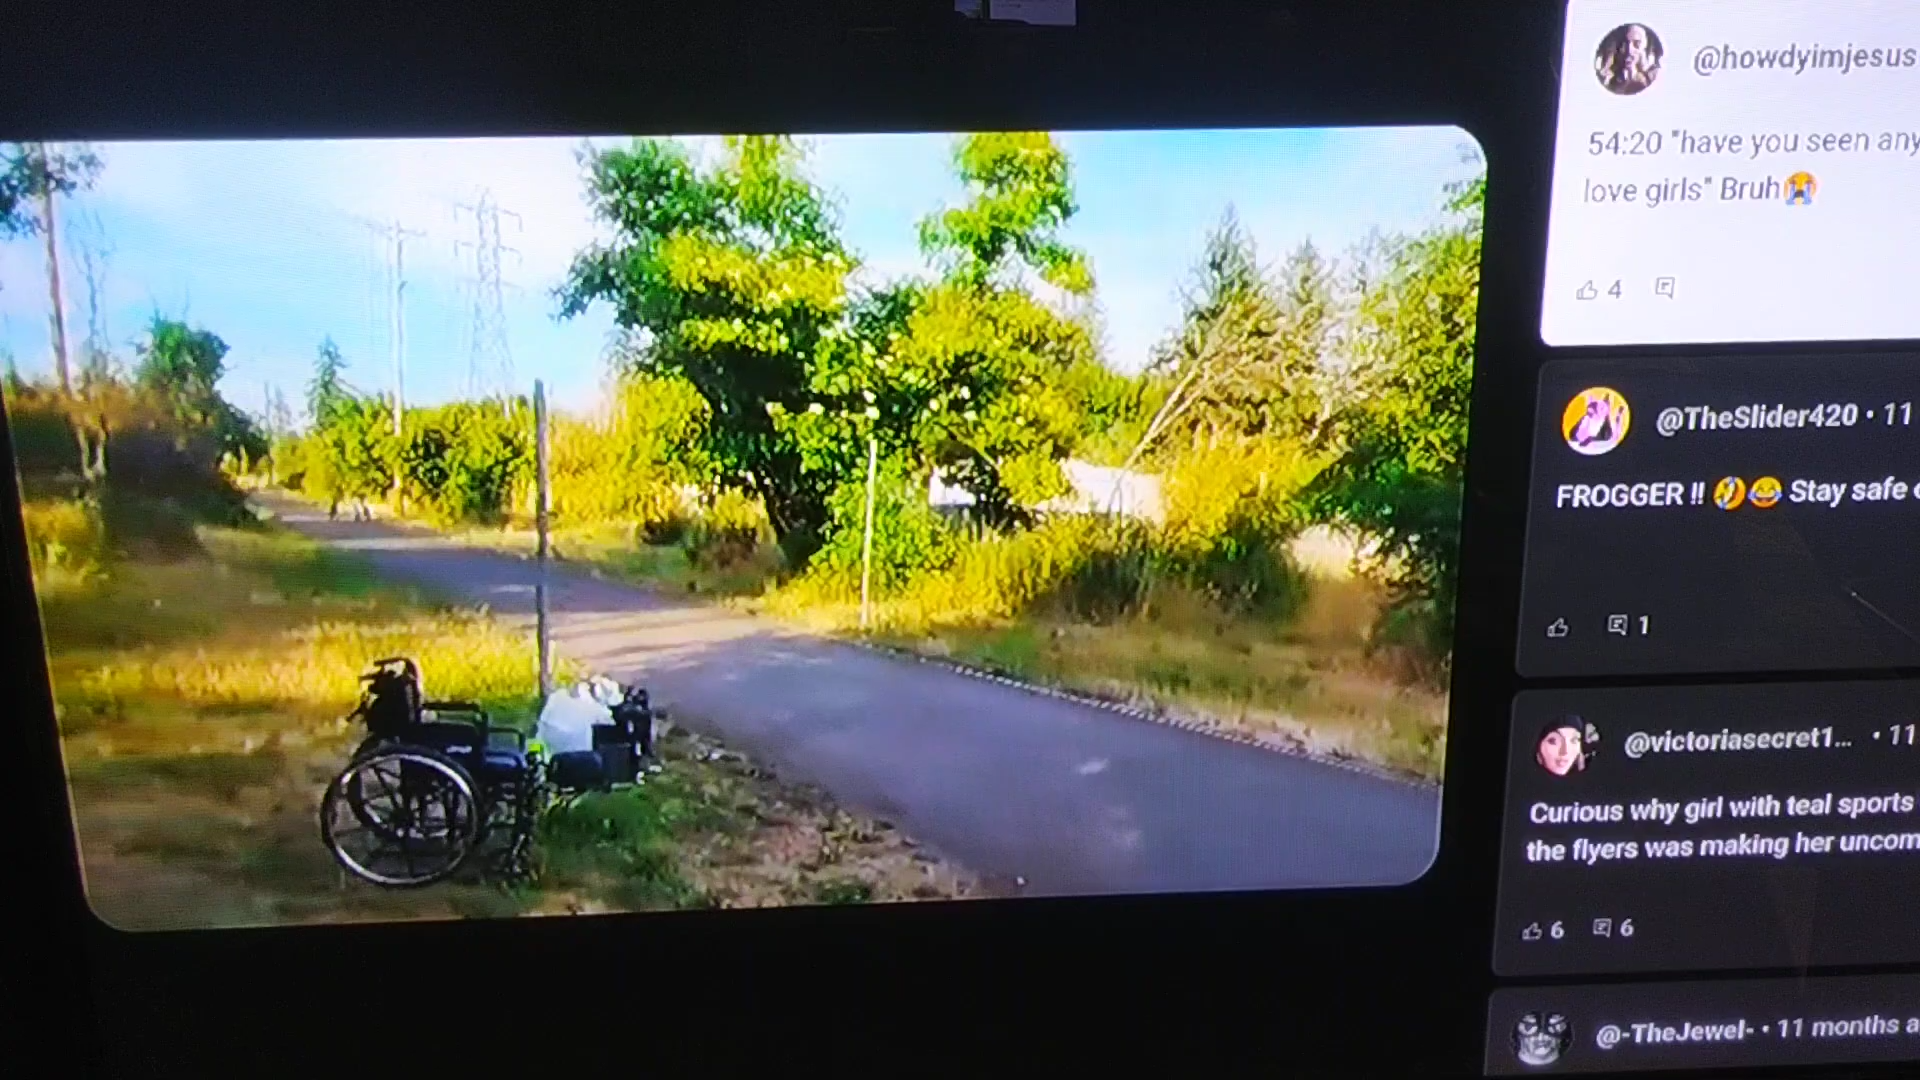 @howdyimjesus
54:20 "have you seen any
love girls" Bruh😭
4
@TheSlider420 • 11
FROGGER !! 🤣😂 Stay safe
1
@victoriasecret1... • 11
Curious why girl with teal sports
the flyers was making her uncom
6 6
@-TheJewel- • 11 months a